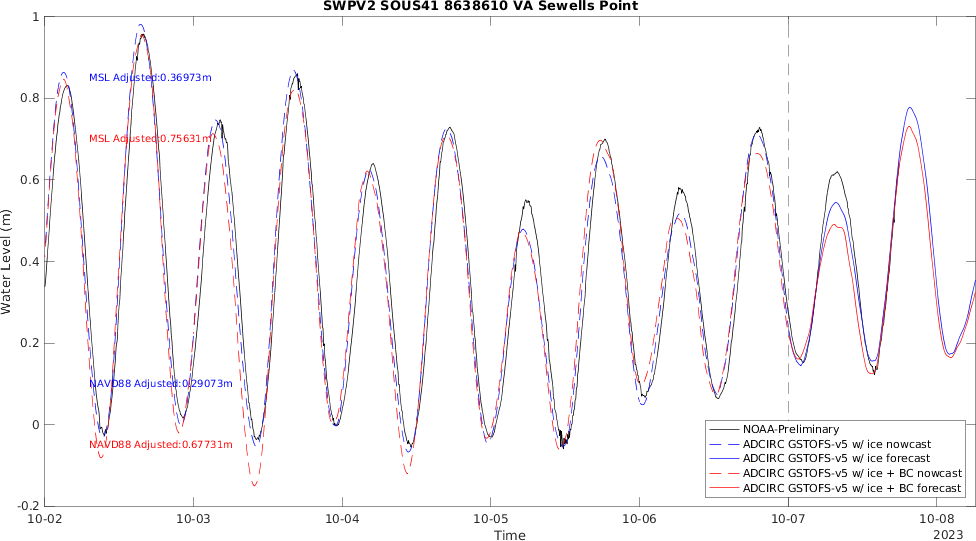 SWPV2 SOUS41 8638610 VA Sewells Point
Water Level (m)
1
0.8
0.6
0.4
0.2
0
-0.2
MSL Adjusted:0.36973m
MSL Adjusted:0.75631m
NAVD88 Adjusted:0.29073m
NAVD88 Adjusted:0.67731m
NOAA-Preliminary
ADCIRC GSTOFS-v5 w/ ice nowcast
ADCIRC GSTOFS-v5 w/ ice forecast
ADCIRC GSTOFS-v5 w/ ice + BC nowcast
ADCIRC GSTOFS-v5 w/ ice + BC forecast
10-02 10-03 10-04 10-05 10-06 10-07 10-08
Time
2023